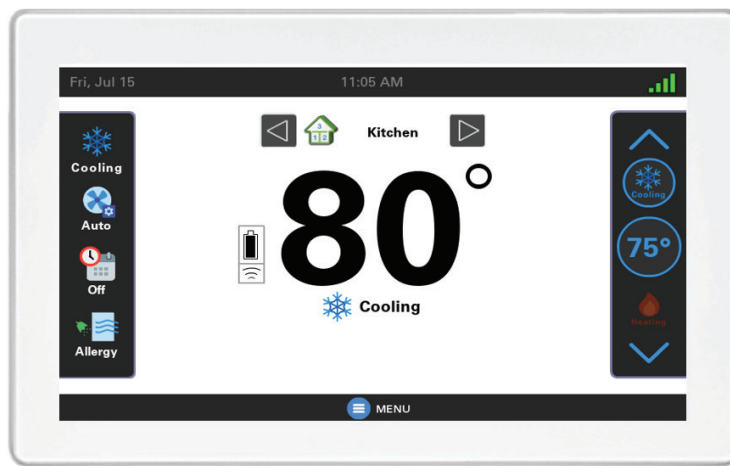 Fri, Jul 15
11:05 AM
Kitchen
Cooling
Auto
Off
Allergy
80°
Cooling
Cooling
75°
Heating
MENU